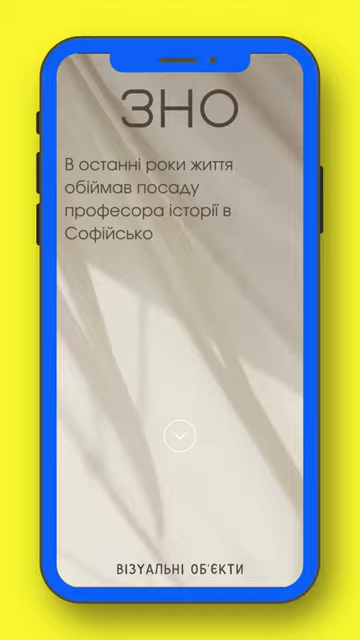 ЗНО
В останні роки життя
обіймав посаду
професора історії в
Софійсько
ВІЗУАЛЬНІ ОБ'ЄКТИ